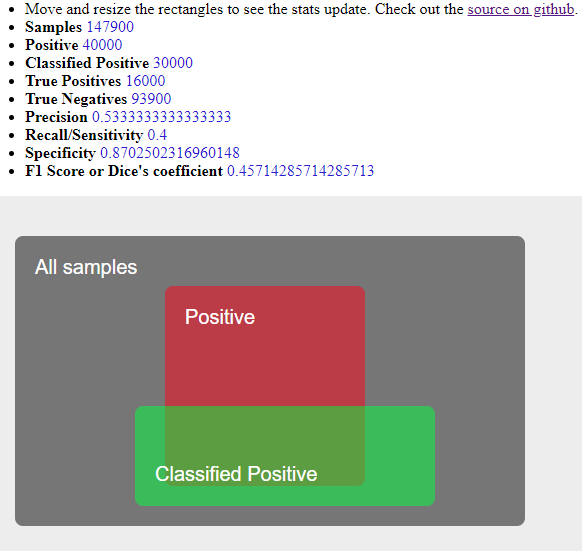 Move and resize the rectangles to see the stats update. Check out the source on github.
Samples 147900
Positive 40000
Classified Positive 30000
True Positives 16000
True Negatives 93900
Precision 0.5333333333333333
Recall/Sensitivity 0.4
Specificity 0.8702502316960148
F1 Score or Dice's coefficient 0.45714285714285713
All samples
Positive
Classified Positive